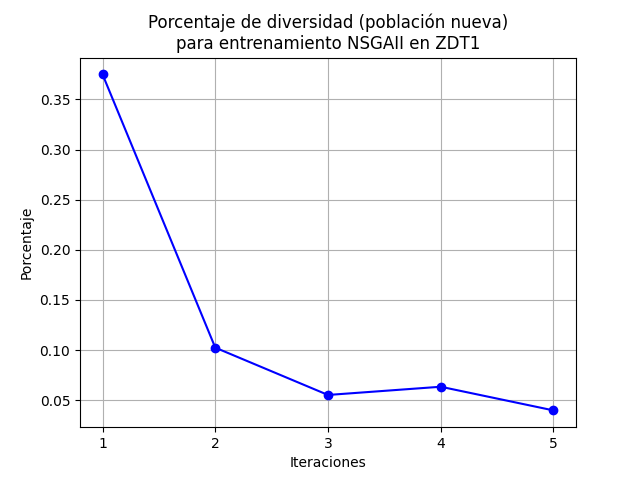 Porcentaje de diversidad (población nueva)
para entrenamiento NSGAII en ZDT1
Porcentaje
0.35
0.30
0.25
0.20
0.15
0.10
0.05
1 2 3 4 5
Iteraciones